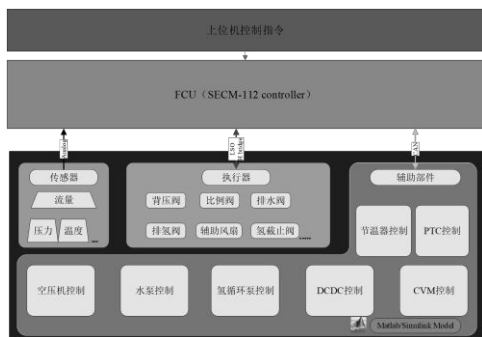 上位机控制指令
FCU（SECM-112 controller）
Analog
LSO
H bridge
CAN
传感器
执行器
辅助部件
流量
背压阀 比例阀 排水阀
压力 温度
排氢阀 辅助风扇 氢截止阀
节温器控制 PTC控制
空压机控制 水泵控制 氢循环泵控制 DCDC控制 CVM控制
Matlab/Simulink Model